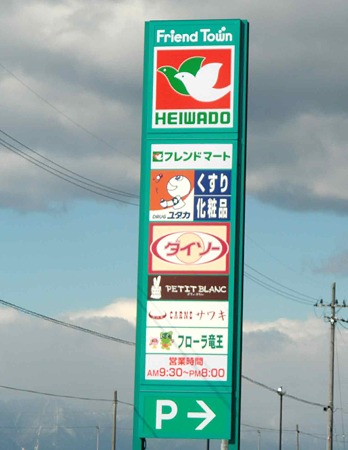 Friend Town
HEIWADO
フレンドマート
くすり
DRUG ユタカ
化粧品
ダイソー
PETIT BLANC
CARNE サワキ
フローラ竜王
営業時間
AM9:30~PM8:00
P→